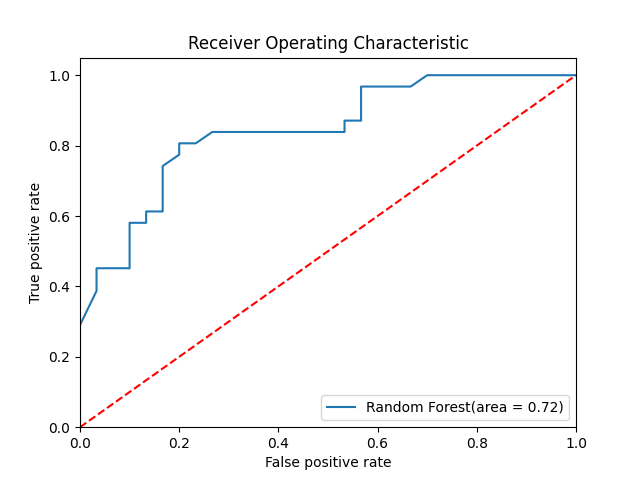 Receiver Operating Characteristic
1.0
0.8
0.6
0.4
0.2
0.0
True positive rate
Random Forest(area = 0.72)
0.0 0.2 0.4 0.6 0.8 1.0
False positive rate